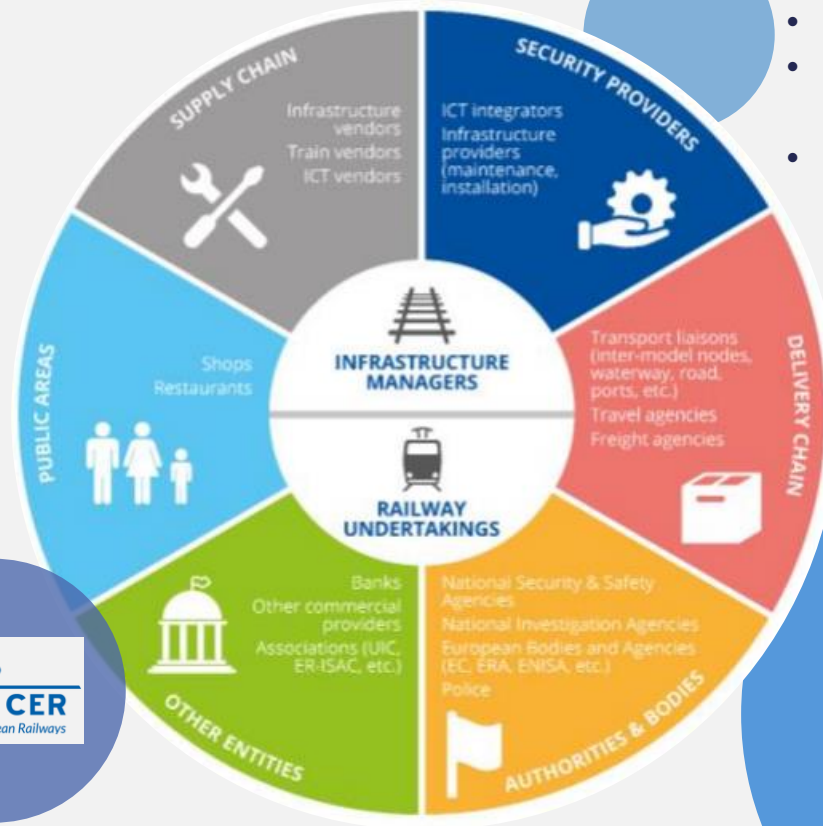 SUPPLY CHAIN
Infrastructure
vendors
Train vendors
ICT vendors
SECURITY PROVIDERS
ICT integrators
Infrastructure
providers
(maintenance,
installation)
PUBLIC AREAS
Shops
Restaurants
INFRASTRUCTURE
MANAGERS
RAILWAY
UNDERTAKINGS
DELIVERY CHAIN
Transport liaisons
(inter-model nodes,
waterway, road,
ports, etc.)
Travel agencies
Freight agencies
OTHER ENTITIES
Banks
Other commercial
providers
Associations (UIC,
ER-ISAC, etc.)
AUTHORITIES & BODIES
National Security & Safety
Agencies
National Investigation Agencies
European Bodies and Agencies
(EC, ERA, ENISA, etc.)
Police
CER
ean Railways